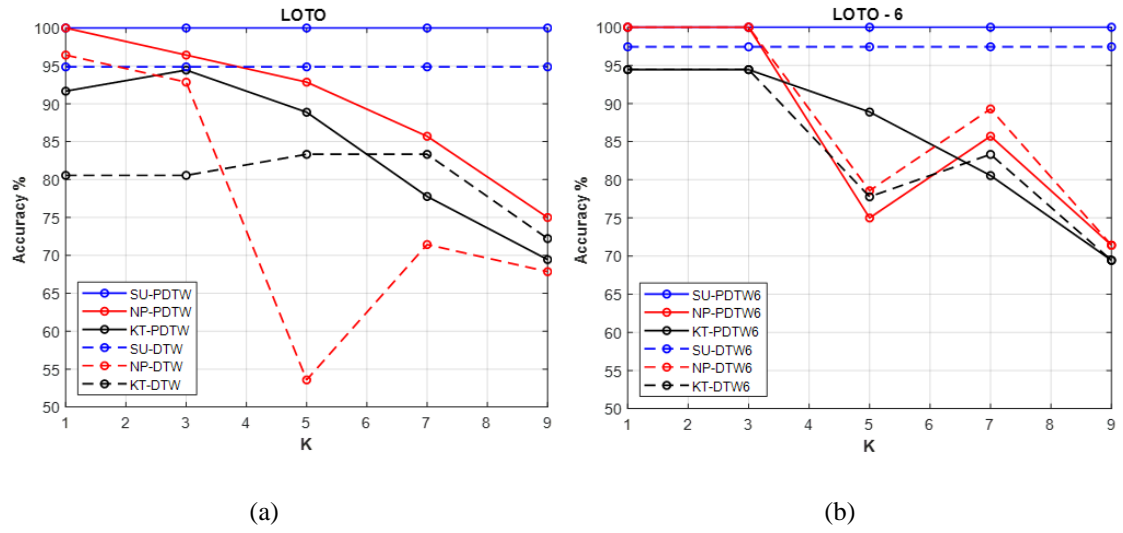 LOTO
100
95
90
85
80
75
70
65
60
55
50
Accuracy %
SU-PDTW
NP-PDTW
KT-PDTW
SU-DTW
NP-DTW
KT-DTW
1 2 3 4 5 6 7 8 9
K
(a)
LOTO - 6
100
95
90
85
80
75
70
65
60
55
50
Accuracy %
SU-PDTW6
NP-PDTW6
KT-PDTW6
SU-DTW6
NP-DTW6
KT-DTW6
1 2 3 4 5 6 7 8 9
K
(b)